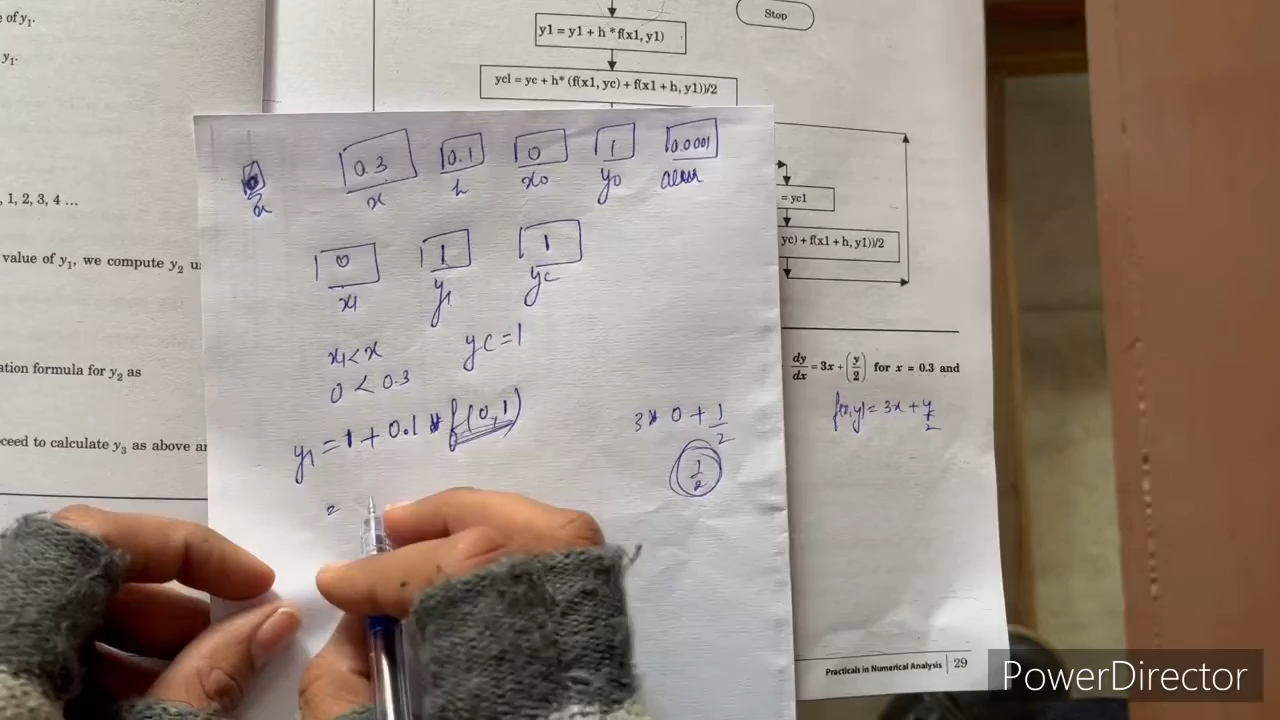 e of y1.
y1.
, 1, 2, 3, 4 ...
value of y1, we compute y2 u
ation formula for y2 as
ceed to calculate y3 as above an
Stop
y1 = y1 + h * f(x1, y1)
ycl = yc + h* (f(x1, yc) + f(x1 + h, y1))/2
= yc1
yc) + f(x1 + h, y1))/2
0.3 0.1 0 1 0.0001
x h x0 y0
0 1 1
x1 y1 yc
x1 < x yc = 1
0 < 0.3
y1 = 1 + 0.1 * f(0,1)
=
3 * 0 + 1/2
1/2
dy/dx = 3x + (y/2) for x = 0.3 and
f(x,y) = 3x + y/2
Practicals in Numerical Analysis | 29
PowerDirector